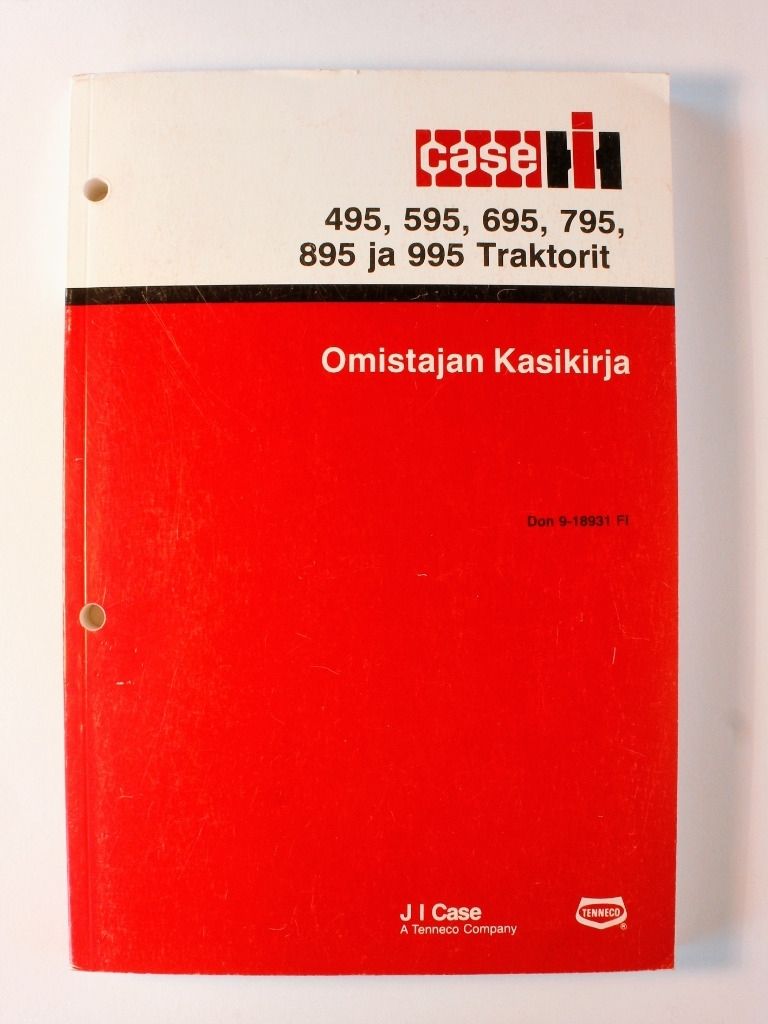 case IH
495, 595, 695, 795,
895 ja 995 Traktorit
Omistajan Kasikirja
Don 9-18931 FI
J I Case
A Tenneco Company
TENNECO
®